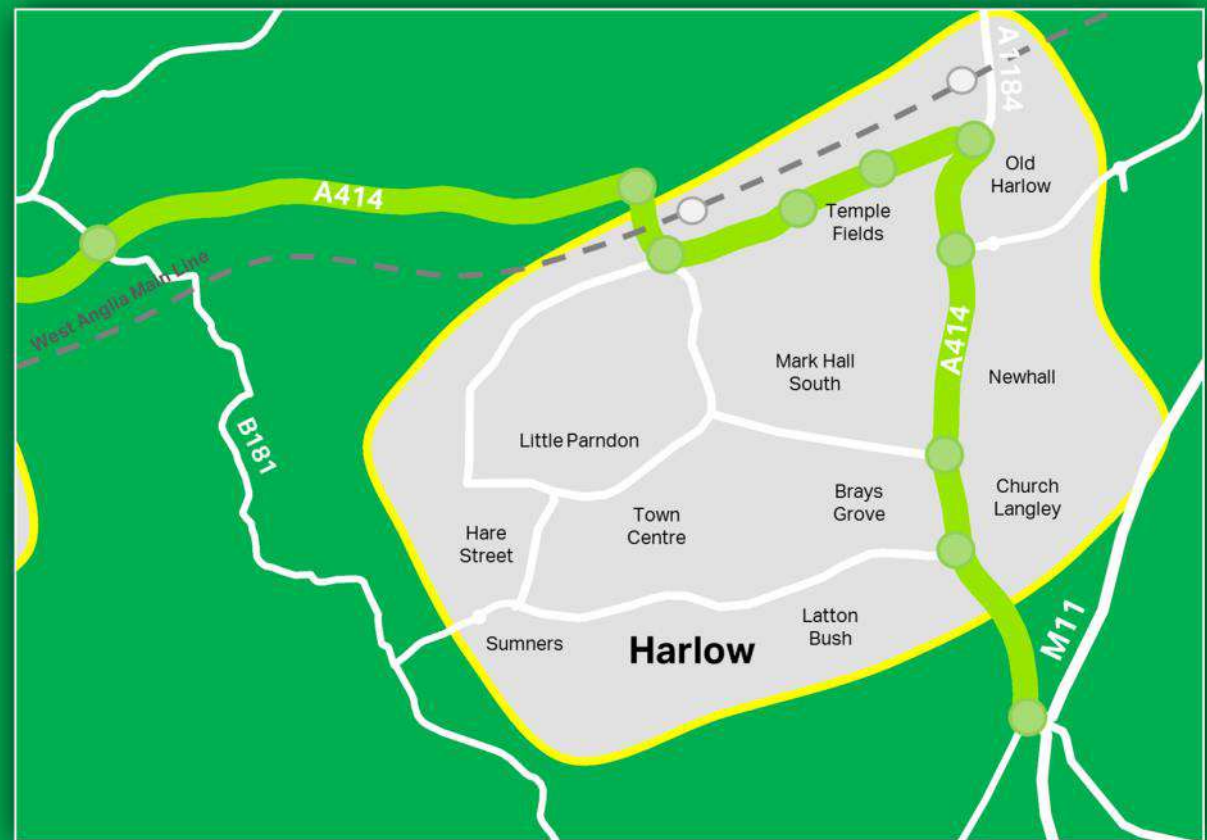 A1184
Old
Harlow
A414
Temple
Fields
West Anglia Main Line
A414
Mark Hall
South
Newhall
B181
Little Parndon
Brays
Grove
Church
Langley
Hare
Street
Town
Centre
M11
Latton
Bush
Sumners
Harlow